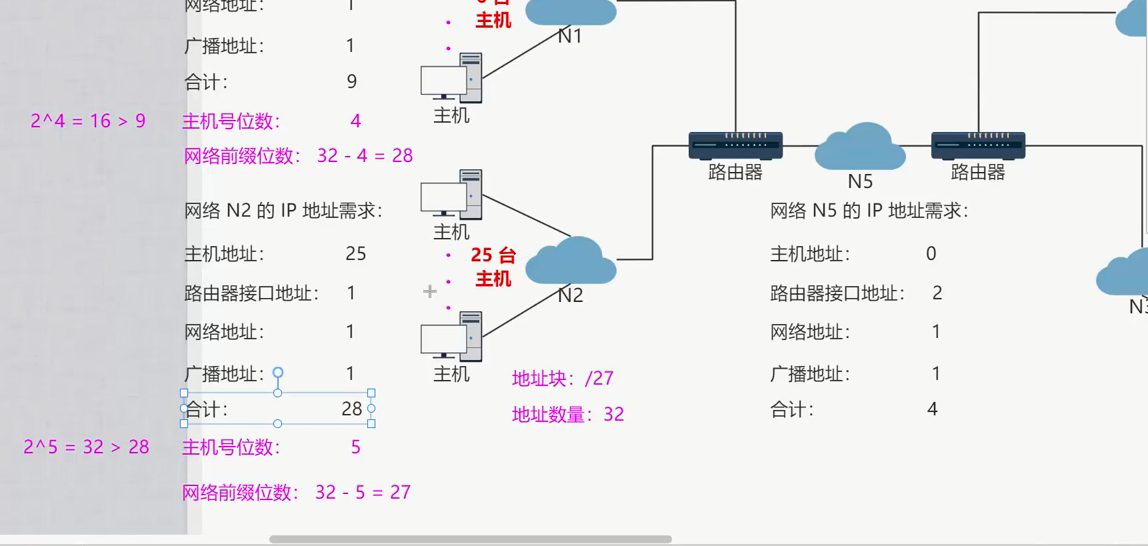 网络地址： 1
6 台
主机
N1
广播地址： 1
合计： 9
主机
2^4 = 16 > 9
主机号位数： 4
网络前缀位数： 32 - 4 = 28
路由器
N5
路由器
网络 N2 的 IP 地址需求：
主机
主机地址： 25
25 台
主机
路由器接口地址： 1
N2
网络地址： 1
广播地址： 1
主机
合计： 28
地址块：/27
地址数量：32
2^5 = 32 > 28
主机号位数： 5
网络前缀位数： 32 - 5 = 27
网络 N5 的 IP 地址需求：
主机地址： 0
路由器接口地址： 2
网络地址： 1
广播地址： 1
合计： 4
N3